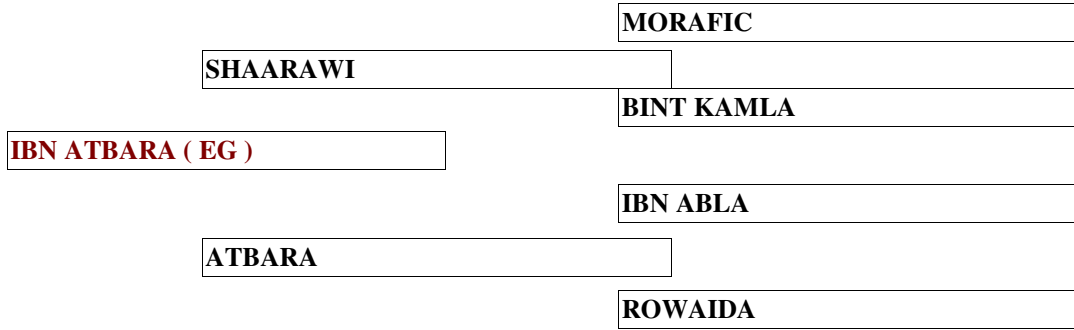 MORAFIC
SHAARAWI
BINT KAMLA
IBN ATBARA ( EG )
IBN ABLA
ATBARA
ROWAIDA